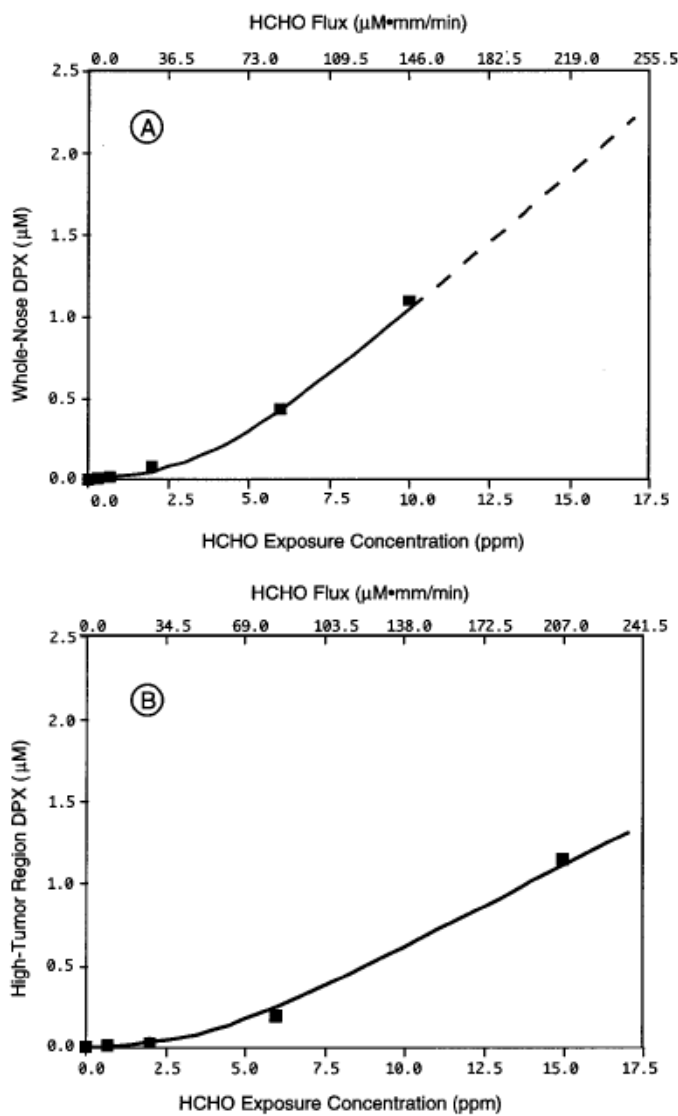 HCHO Flux (μM•mm/min)
0.0 36.5 73.0 109.5 146.0 182.5 219.0 255.5
2.5
A
2.0
1.5
1.0
0.5
0.0
Whole-Nose DPX (μM)
0.0 2.5 5.0 7.5 10.0 12.5 15.0 17.5
HCHO Exposure Concentration (ppm)
HCHO Flux (μM•mm/min)
0.0 34.5 69.0 103.5 138.0 172.5 207.0 241.5
2.5
B
2.0
1.5
1.0
0.5
0.0
High-Tumor Region DPX (μM)
0.0 2.5 5.0 7.5 10.0 12.5 15.0 17.5
HCHO Exposure Concentration (ppm)